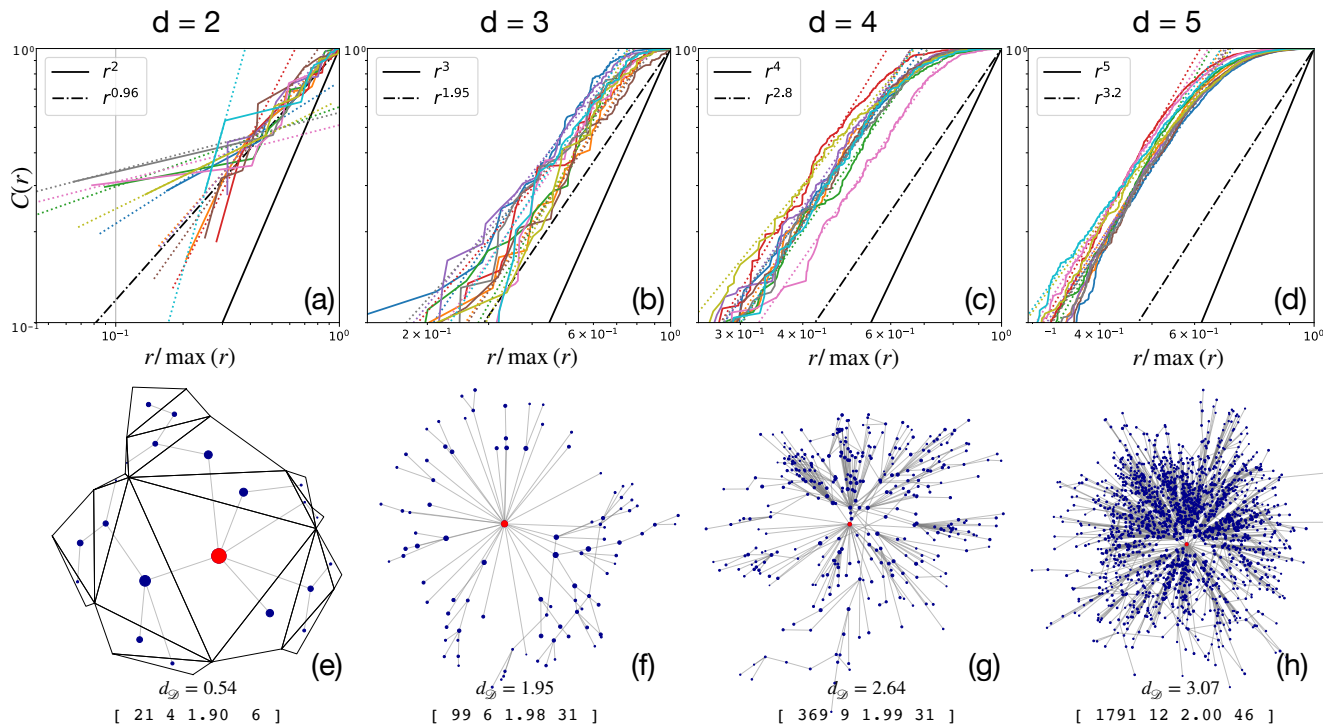 d = 2
d = 3
d = 4
d = 5
C(r)
10⁰
10⁻¹
r²
r^0.96
(a)
10⁻¹
10⁰
r/ max (r)
10⁰
r³
r^1.95
(b)
2 × 10⁻¹
6 × 10⁻¹
10⁰
r/ max (r)
10⁰
r⁴
r^2.8
(c)
3 × 10⁻¹
4 × 10⁻¹
6 × 10⁻¹
10⁰
r/ max (r)
10⁰
r⁵
r^3.2
(d)
⁻¹
4 × 10⁻¹
6 × 10⁻¹
10⁰
r/ max (r)
(e)
d_𝒟 = 0.54
[ 21 4 1.90 6 ]
(f)
d_𝒟 = 1.95
[ 99 6 1.98 31 ]
(g)
d_𝒟 = 2.64
[ 369 9 1.99 31 ]
(h)
d_𝒟 = 3.07
[ 1791 12 2.00 46 ]